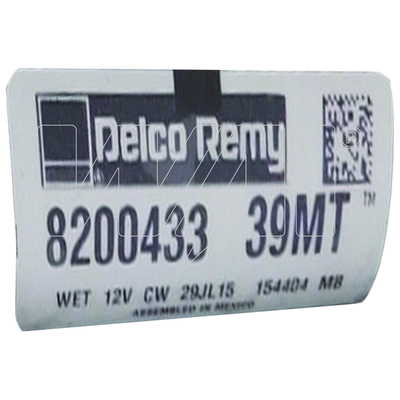 Delco Remy
8200433 39MT™
WET 12V CW 29JL15 154404 MB
ASSEMBLED IN MEXICO